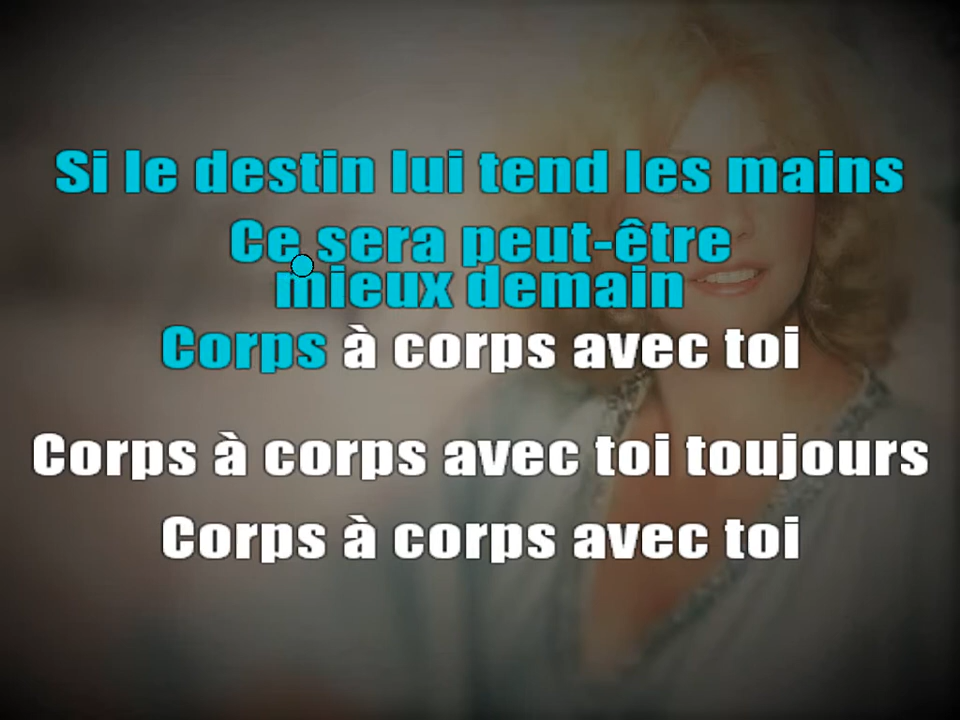 Si le destin lui tend les mains
Ce sera peut-être
mieux demain
Corps à corps avec toi
Corps à corps avec toi toujours
Corps à corps avec toi